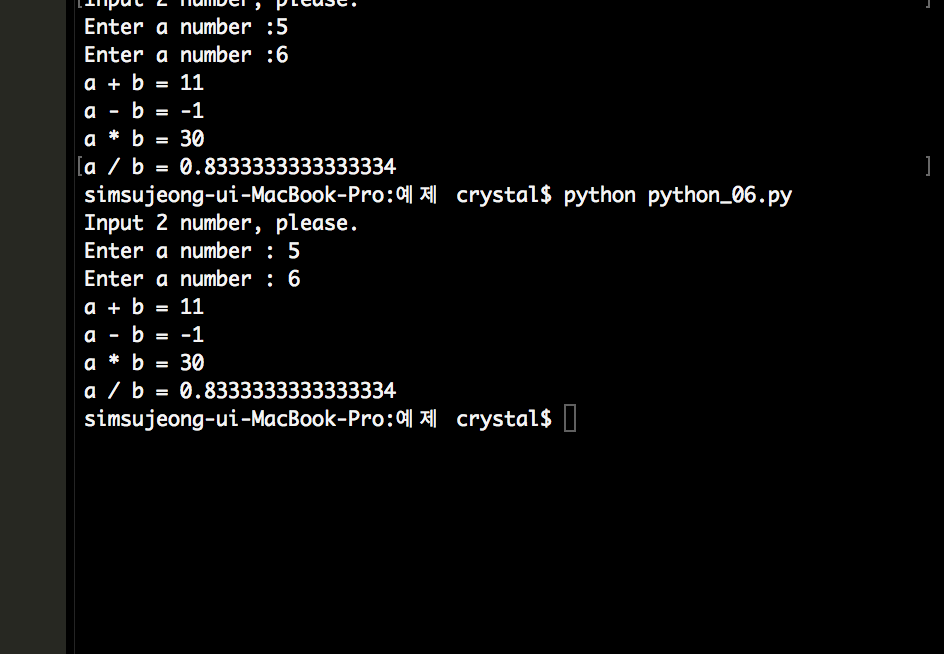 Input 2 number, please.
Enter a number :5
Enter a number :6
a + b = 11
a - b = -1
a * b = 30
[a / b = 0.8333333333333334 ]
simsujeong-ui-MacBook-Pro:예제 crystal$ python python_06.py
Input 2 number, please.
Enter a number : 5
Enter a number : 6
a + b = 11
a - b = -1
a * b = 30
a / b = 0.8333333333333334
simsujeong-ui-MacBook-Pro:예제 crystal$